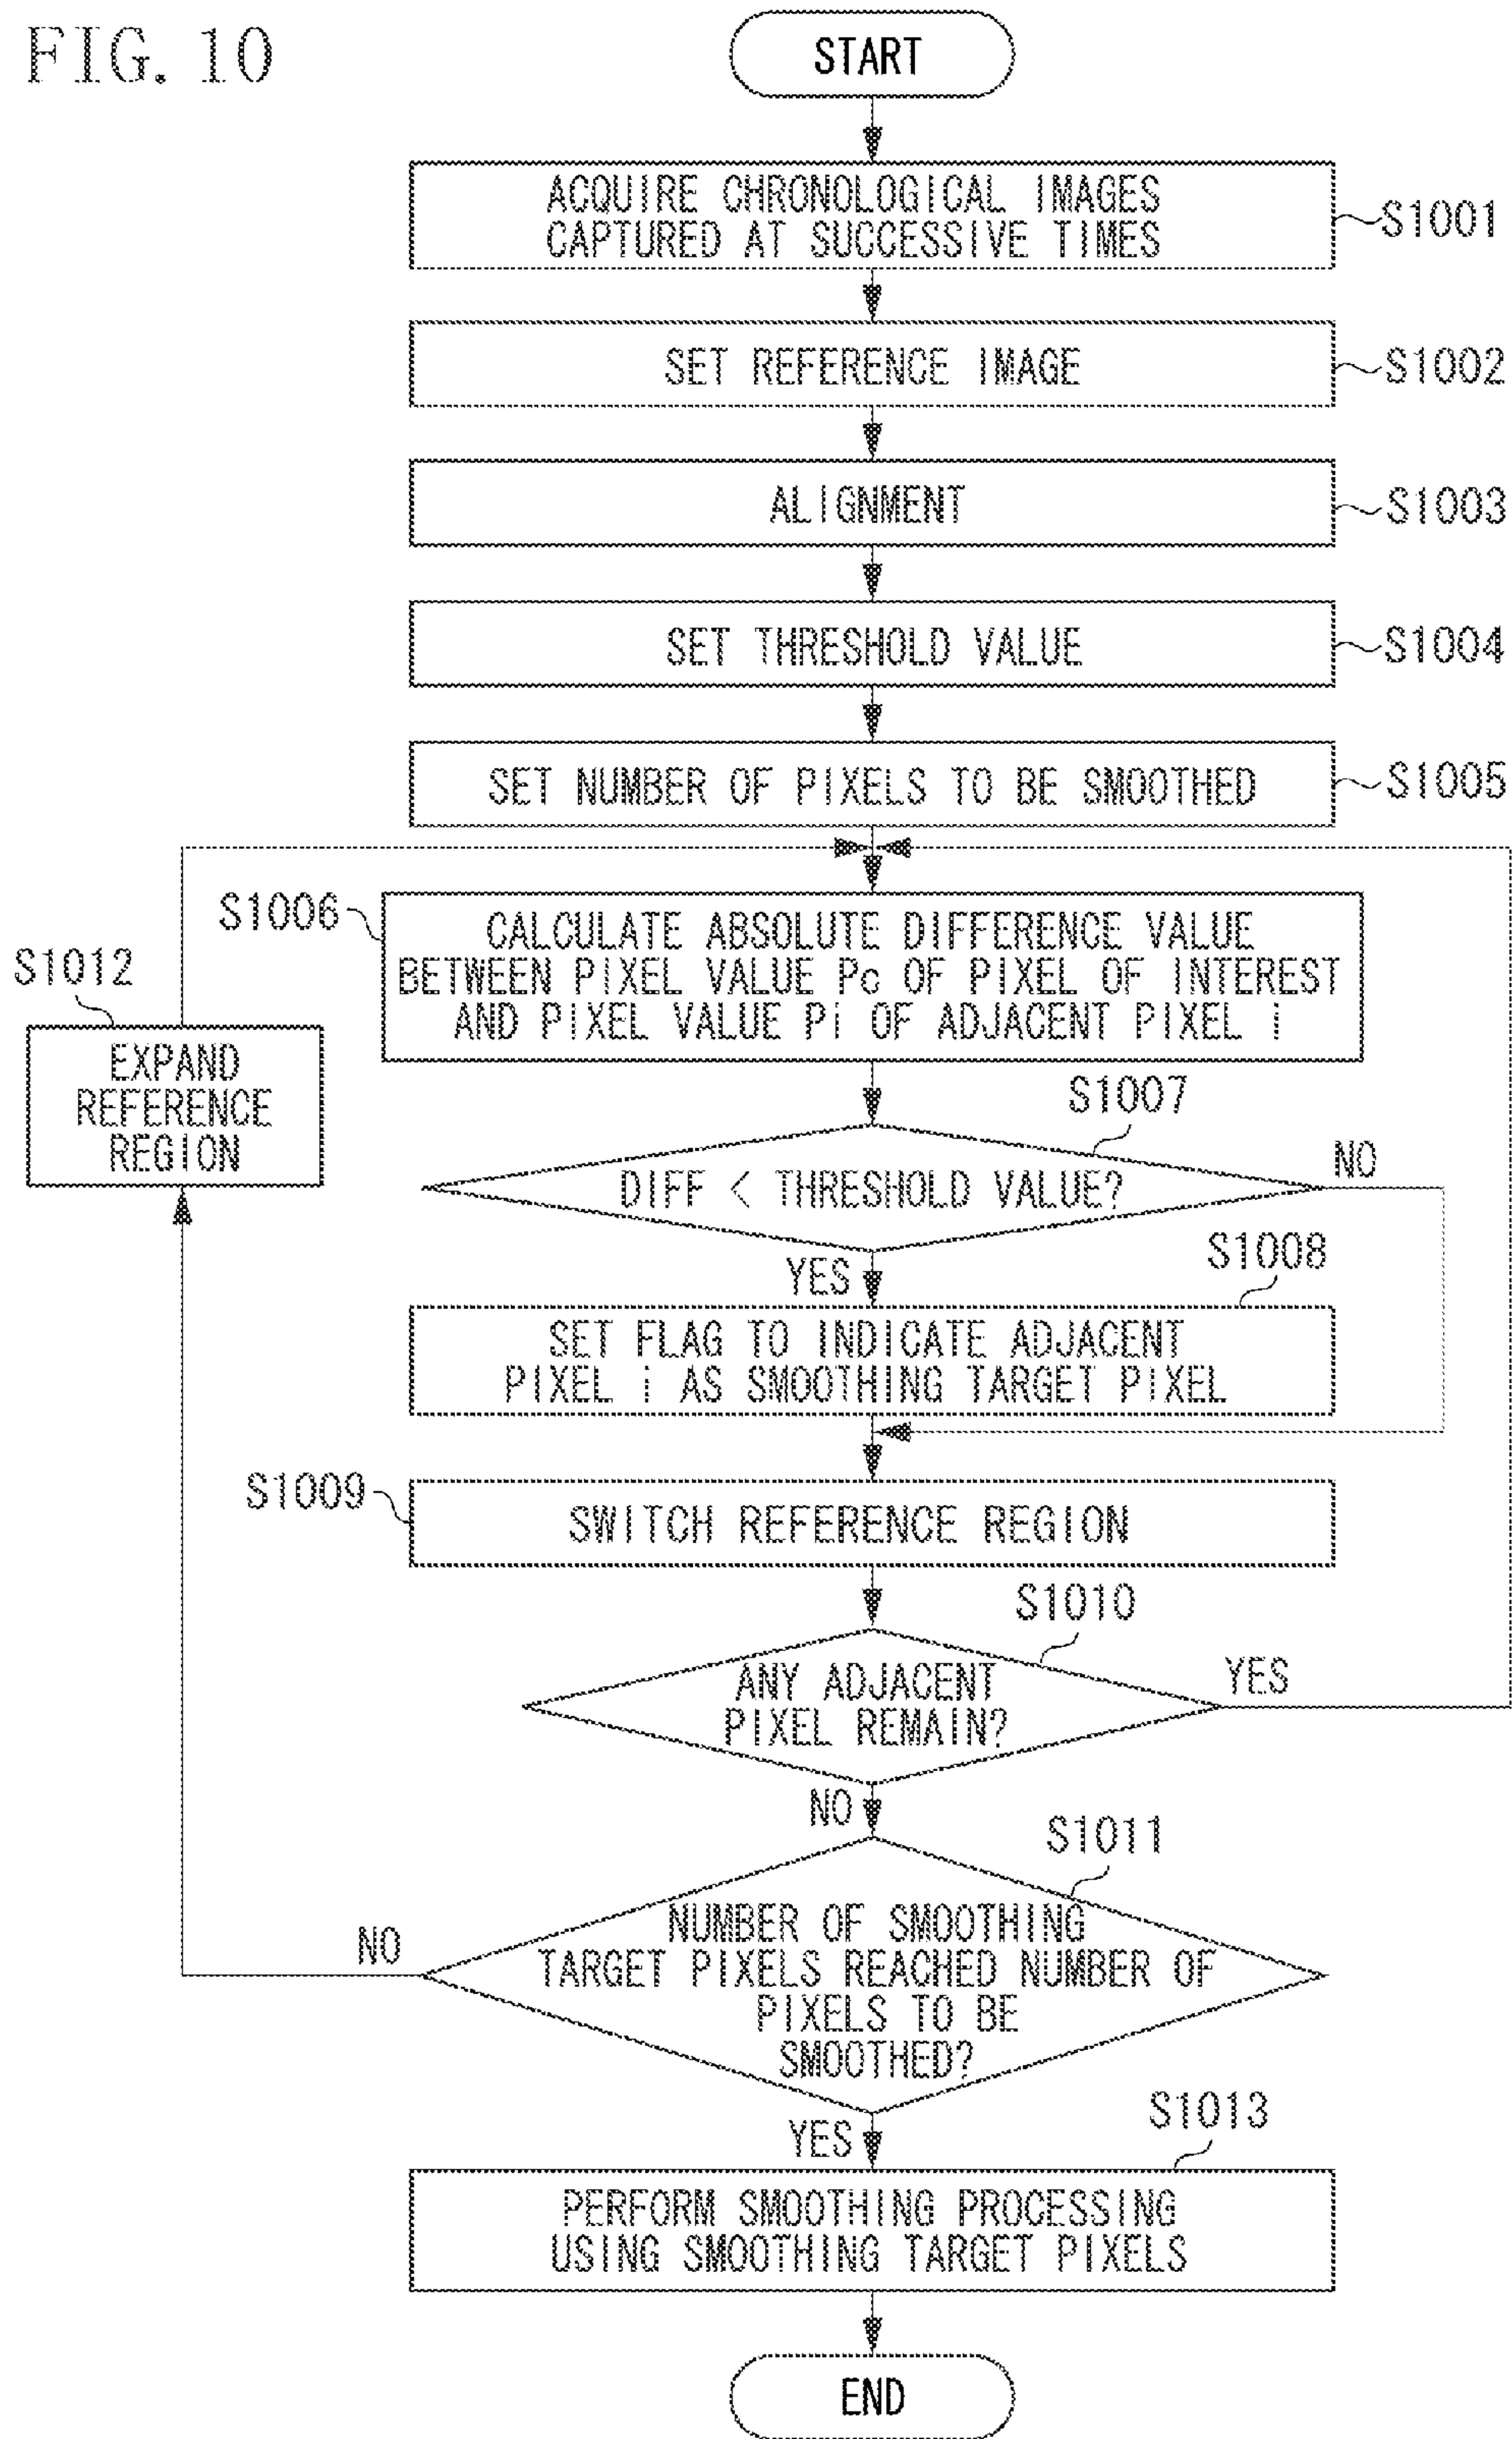 FIG. 10
START
ACQUIRE CHRONOLOGICAL IMAGES
CAPTURED AT SUCCESSIVE TIMES
S1001
SET REFERENCE IMAGE
S1002
ALIGNMENT
S1003
SET THRESHOLD VALUE
S1004
SET NUMBER OF PIXELS TO BE SMOOTHED
S1005
S1006
CALCULATE ABSOLUTE DIFFERENCE VALUE
BETWEEN PIXEL VALUE Pc OF PIXEL OF INTEREST
AND PIXEL VALUE Pi OF ADJACENT PIXEL i
S1012
EXPAND
REFERENCE
REGION
S1007
DIFF < THRESHOLD VALUE?
NO
YES
S1008
SET FLAG TO INDICATE ADJACENT
PIXEL i AS SMOOTHING TARGET PIXEL
S1009
SWITCH REFERENCE REGION
S1010
ANY ADJACENT
PIXEL REMAIN?
YES
NO
S1011
NUMBER OF SMOOTHING
TARGET PIXELS REACHED NUMBER OF
PIXELS TO BE
SMOOTHED?
NO
YES
S1013
PERFORM SMOOTHING PROCESSING
USING SMOOTHING TARGET PIXELS
END